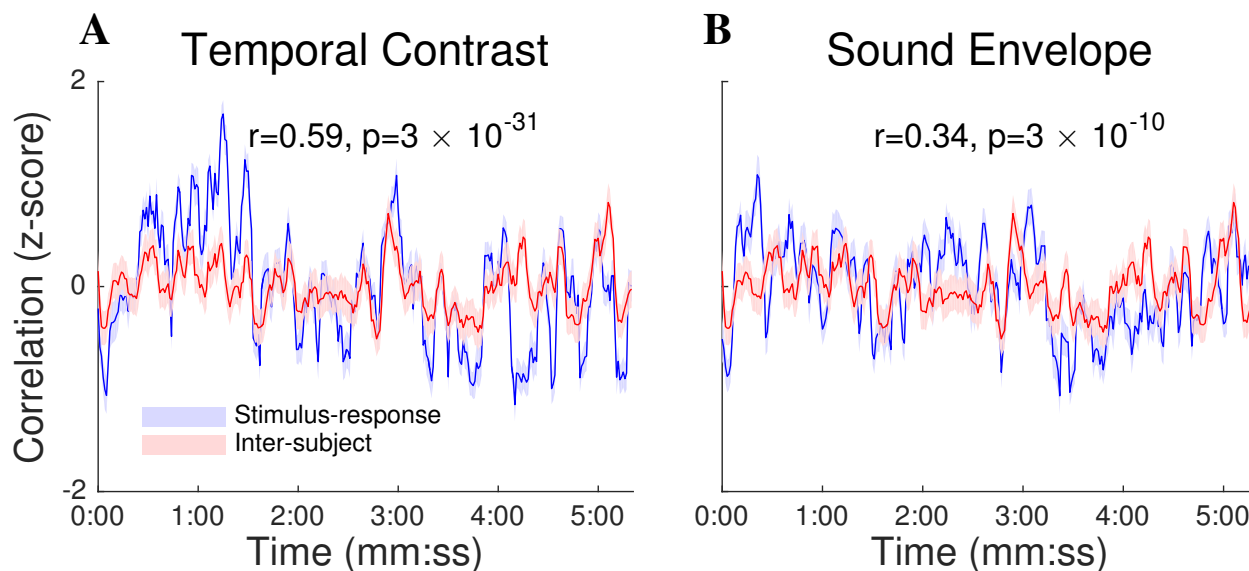 A
Temporal Contrast
r=0.59, p=3 × 10^-31
Correlation (z-score)
2
0
-2
Stimulus-response
Inter-subject
0:00 1:00 2:00 3:00 4:00 5:00
Time (mm:ss)
B
Sound Envelope
r=0.34, p=3 × 10^-10
0:00 1:00 2:00 3:00 4:00 5:00
Time (mm:ss)